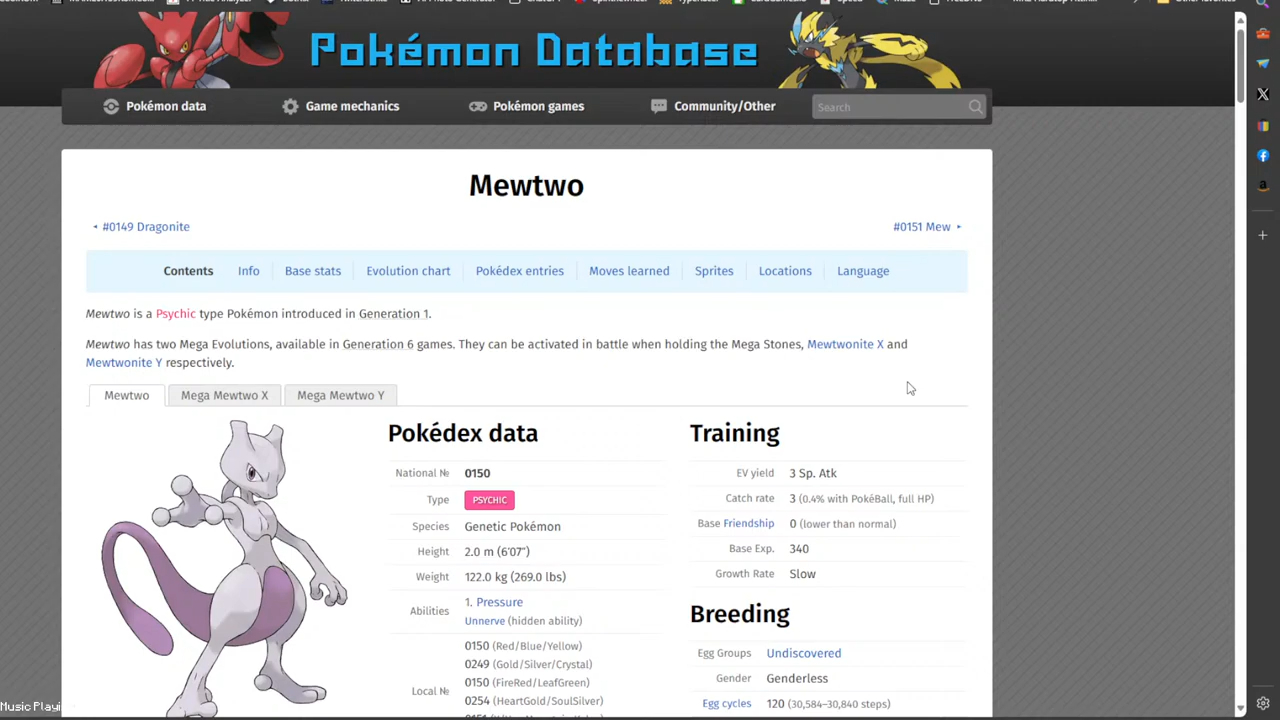 Pokémon Database
Pokémon data
Game mechanics
Pokémon games
Community/Other
Search
Mewtwo
◂ #0149 Dragonite
#0151 Mew ▸
Contents
Info
Base stats
Evolution chart
Pokédex entries
Moves learned
Sprites
Locations
Language
Mewtwo is a Psychic type Pokémon introduced in Generation 1.
Mewtwo has two Mega Evolutions, available in Generation 6 games. They can be activated in battle when holding the Mega Stones, Mewtwonite X and
Mewtwonite Y respectively.
Mewtwo
Mega Mewtwo X
Mega Mewtwo Y
Pokédex data
National № 0150
Type PSYCHIC
Species Genetic Pokémon
Height 2.0 m (6′07″)
Weight 122.0 kg (269.0 lbs)
Abilities 1. Pressure
Unnerve (hidden ability)
Local № 0150 (Red/Blue/Yellow)
0249 (Gold/Silver/Crystal)
0150 (FireRed/LeafGreen)
0254 (HeartGold/SoulSilver)
Training
EV yield 3 Sp. Atk
Catch rate 3 (0.4% with PokéBall, full HP)
Base Friendship 0 (lower than normal)
Base Exp. 340
Growth Rate Slow
Breeding
Egg Groups Undiscovered
Gender Genderless
Egg cycles 120 (30,584–30,840 steps)
Music Playi